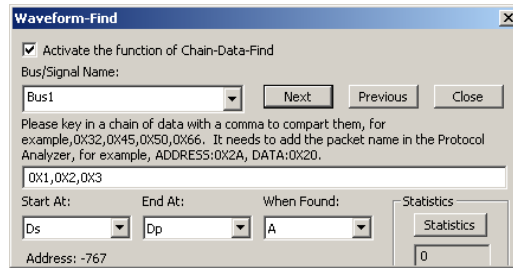 Waveform-Find
Activate the function of Chain-Data-Find
Bus/Signal Name:
Bus1 Next Previous Close
Please key in a chain of data with a comma to compart them, for
example,0X32,0X45,0X50,0X66. It needs to add the packet name in the Protocol
Analyzer, for example, ADDRESS:0X2A, DATA:0X20.
0X1,0X2,0X3
Start At: End At: When Found: Statistics
Ds Dp A Statistics
Address: -767 0